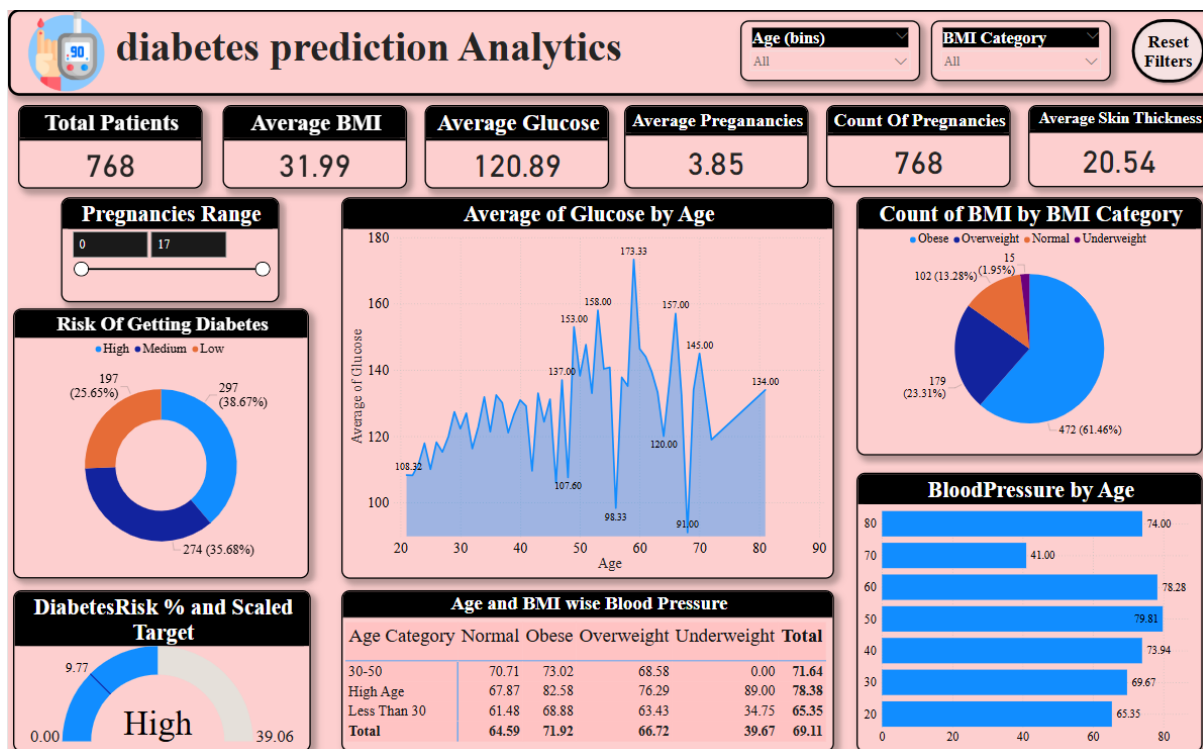 90
diabetes prediction Analytics
Age (bins)
All
BMI Category
All
Reset
Filters
Total Patients
768
Average BMI
31.99
Average Glucose
120.89
Average Preganancies
3.85
Count Of Pregnancies
768
Average Skin Thickness
20.54
Pregnancies Range
0 17
Risk Of Getting Diabetes
High Medium Low
197
(25.65%)
297
(38.67%)
274 (35.68%)
DiabetesRisk % and Scaled
Target
9.77
High
0.00 39.06
Average of Glucose by Age
Average of Glucose
180
160
140
120
100
173.33
158.00
157.00
153.00
145.00
137.00
134.00
120.00
108.32
107.60
98.33
91.00
20 30 40 50 60 70 80 90
Age
Age and BMI wise Blood Pressure
Age Category Normal Obese Overweight Underweight Total
30-50 70.71 73.02 68.58 0.00 71.64
High Age 67.87 82.58 76.29 89.00 78.38
Less Than 30 61.48 68.88 63.43 34.75 65.35
Total 64.59 71.92 66.72 39.67 69.11
Count of BMI by BMI Category
Obese Overweight Normal Underweight
15
(1.95%)
102 (13.28%)
179
(23.31%)
472 (61.46%)
BloodPressure by Age
80 74.00
70 41.00
60 78.28
50 79.81
40 73.94
30 69.67
20 65.35
0 20 40 60 80